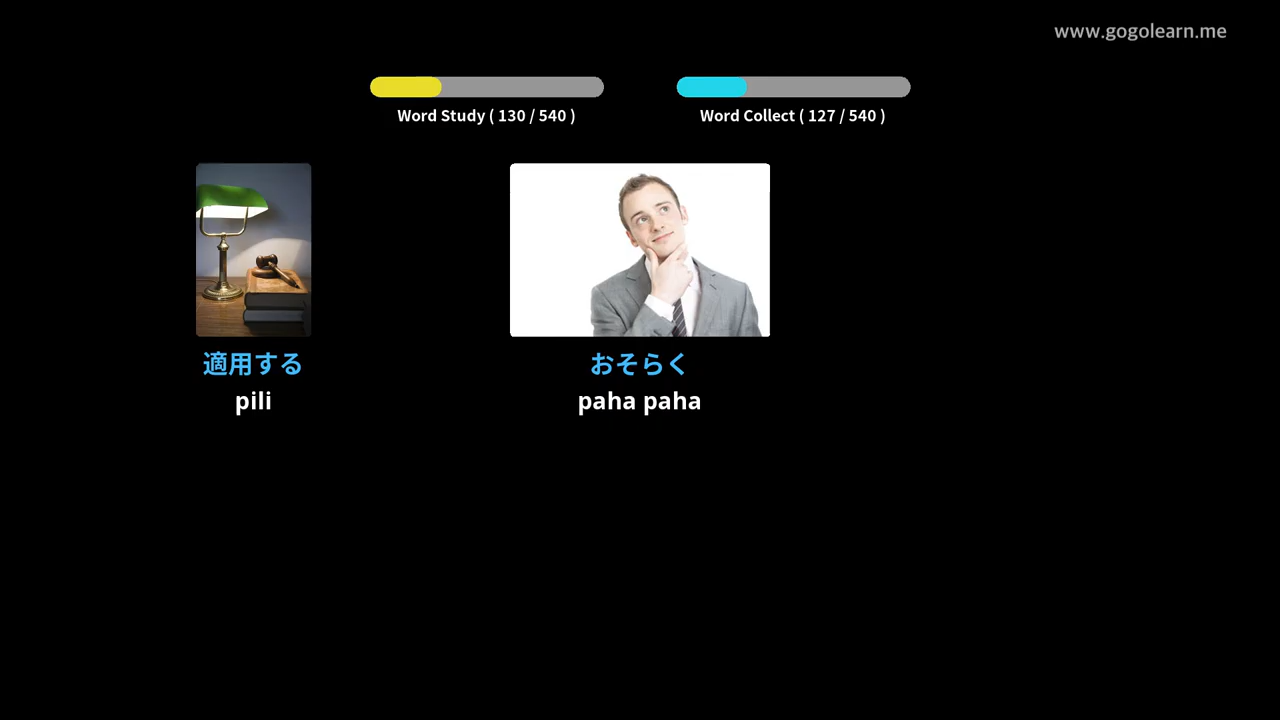 www.gogolearn.me
Word Study ( 130 / 540 )
Word Collect ( 127 / 540 )
適用する
pili
おそらく
paha paha